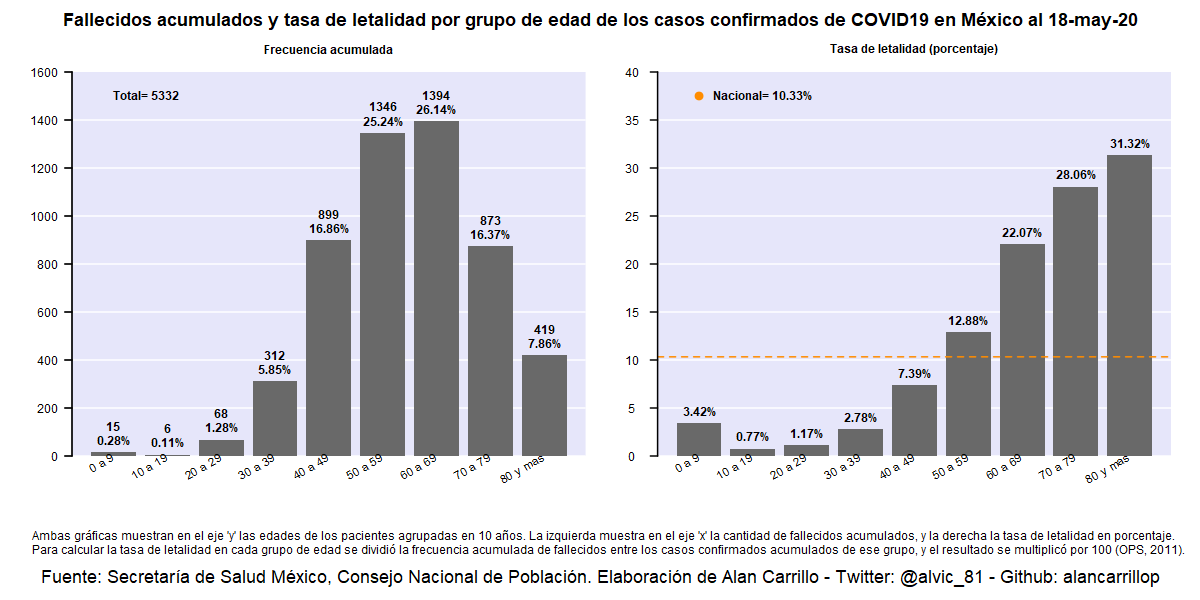 Fallecidos acumulados y tasa de letalidad por grupo de edad de los casos confirmados de COVID19 en México al 18-may-20
Frecuencia acumulada
1600
1400
1200
1000
800
600
400
200
0
Total= 5332
15
0.28%
6
0.11%
68
1.28%
312
5.85%
899
16.86%
1346
25.24%
1394
26.14%
873
16.37%
419
7.86%
0 a 9
10 a 19
20 a 29
30 a 39
40 a 49
50 a 59
60 a 69
70 a 79
80 y mas
Tasa de letalidad (porcentaje)
40
35
30
25
20
15
10
5
0
Nacional= 10.33%
3.42%
0.77%
1.17%
2.78%
7.39%
12.88%
22.07%
28.06%
31.32%
0 a 9
10 a 19
20 a 29
30 a 39
40 a 49
50 a 59
60 a 69
70 a 79
80 y mas
Ambas gráficas muestran en el eje 'y' las edades de los pacientes agrupadas en 10 años. La izquierda muestra en el eje 'x' la cantidad de fallecidos acumulados, y la derecha la tasa de letalidad en porcentaje.
Para calcular la tasa de letalidad en cada grupo de edad se dividió la frecuencia acumulada de fallecidos entre los casos confirmados acumulados de ese grupo, y el resultado se multiplicó por 100 (OPS, 2011).
Fuente: Secretaría de Salud México, Consejo Nacional de Población. Elaboración de Alan Carrillo - Twitter: @alvic_81 - Github: alancarrillop